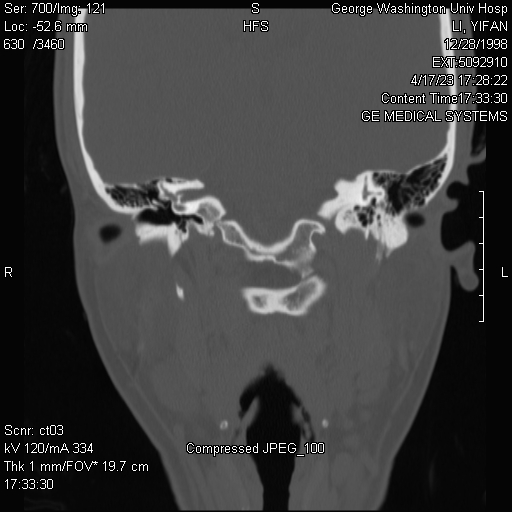 Ser: 700/Img: 121
Loc: -52.6 mm
630 /3460
S
HFS
George Washington Univ Hosp
LI, YIFAN
12/28/1998
EXT:5092910
4/17/23 17:28:22
Content Time17:33:30
GE MEDICAL SYSTEMS
R
L
Scnr: ct03
kV 120/mA 334
Thk 1 mm/FOV* 19.7 cm
17:33:30
Compressed JPEG_100